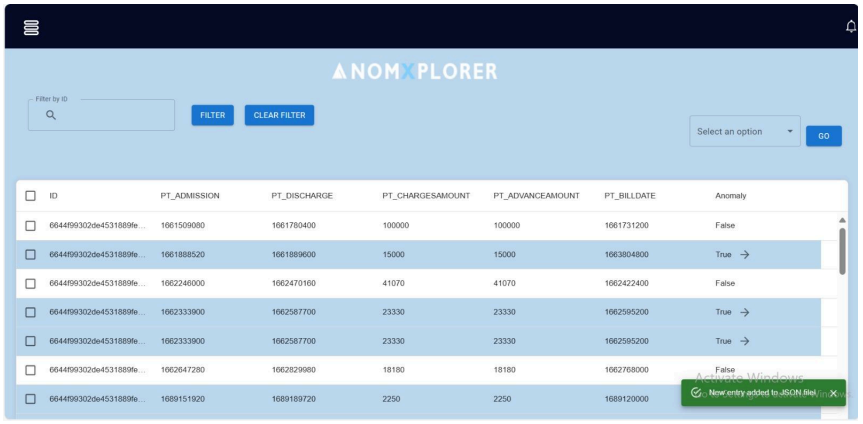 ANOMXPLORER
Filter by ID
FILTER
CLEAR FILTER
Select an option
GO
ID PT_ADMISSION PT_DISCHARGE PT_CHARGESAMOUNT PT_ADVANCEAMOUNT PT_BILLDATE Anomaly
6644f99302de4531889fe... 1661509080 1661780400 100000 100000 1661731200 False
6644f99302de4531889fe... 1661888520 1661889600 15000 15000 1663804800 True →
6644f99302de4531889fe... 1662246000 1662470160 41070 41070 1662422400 False
6644f99302de4531889fe... 1662333900 1662587700 23330 23330 1662595200 True →
6644f99302de4531889fe... 1662333900 1662587700 23330 23330 1662595200 True →
6644f99302de4531889fe... 1662647280 1662829980 18180 18180 1662768000 False
Activate Windows
6644f99302de4531889fe... 1689151920 1689189720 2250 2250 1689120000
New entry added to JSON file!